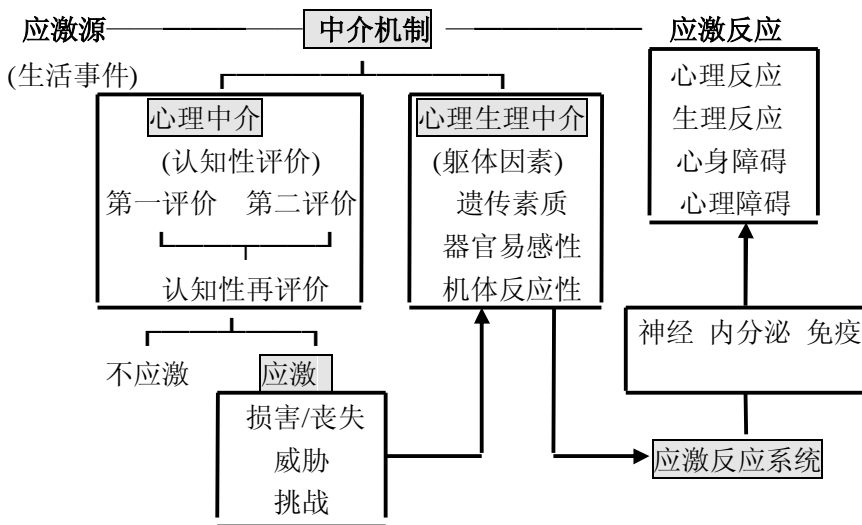 应激源 中介机制 应激反应
(生活事件)
心理中介
(认知性评价)
第一评价 第二评价
认知性再评价
不应激 应激
损害/丧失
威胁
挑战
心理生理中介
(躯体因素)
遗传素质
器官易感性
机体反应性
心理反应
生理反应
心身障碍
心理障碍
神经 内分泌 免疫
应激反应系统